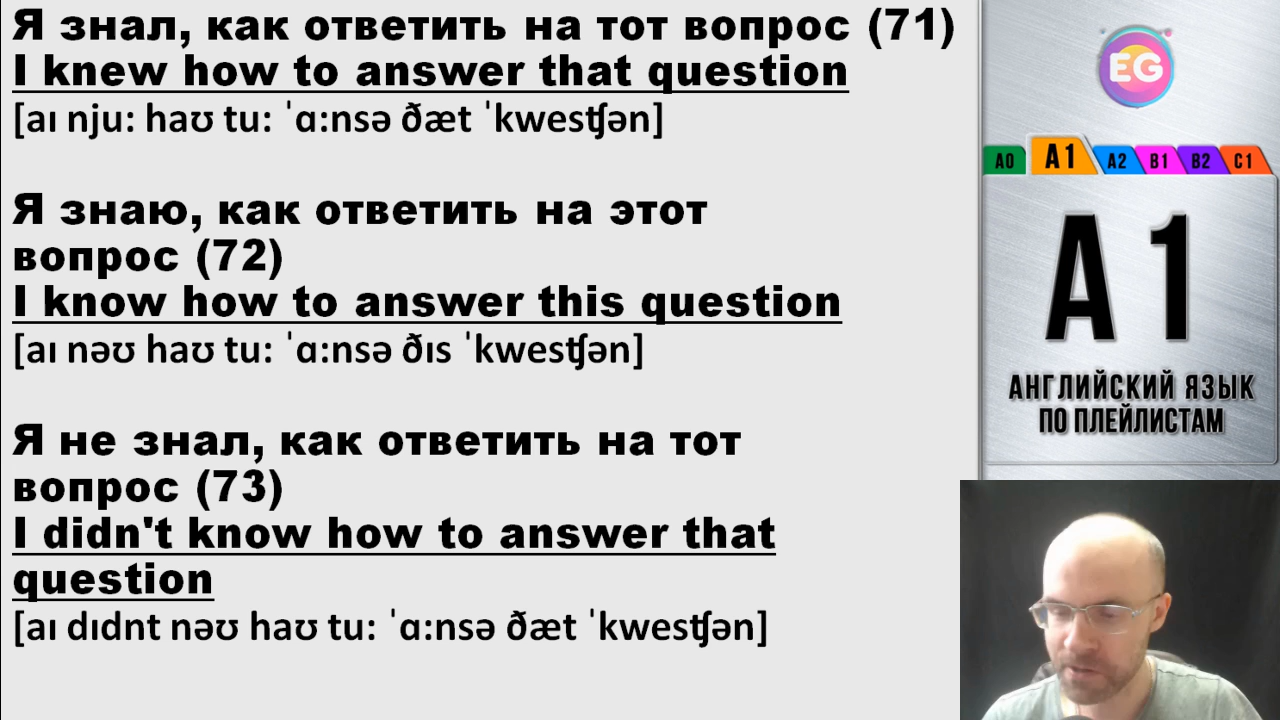 Я знал, как ответить на тот вопрос (71)
I knew how to answer that question
[aɪ nju: haʊ tu: ˈɑ:nsə ðæt ˈkwesʧən]
Я знаю, как ответить на этот
вопрос (72)
I know how to answer this question
[aɪ nəʊ haʊ tu: ˈɑ:nsə ðɪs ˈkwesʧən]
Я не знал, как ответить на тот
вопрос (73)
I didn't know how to answer that
question
[aɪ dɪdnt nəʊ haʊ tu: ˈɑ:nsə ðæt ˈkwesʧən]
EG
A0 A1 A2 B1 B2 C1
A1
АНГЛИЙСКИЙ ЯЗЫК
ПО ПЛЕЙЛИСТАМ